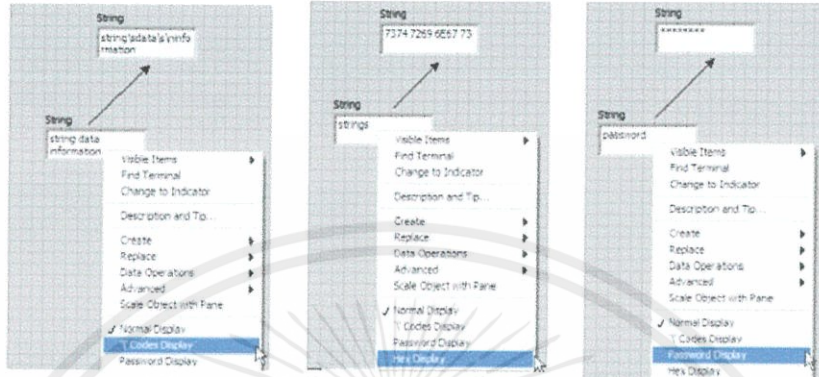 String
string\sdata\s\ninfo
rmation
String
string data
information
Visible Items
Find Terminal
Change to Indicator
Description and Tip...
Create
Replace
Data Operations
Advanced
Scale Object with Pane
Normal Display
'\' Codes Display
Password Display
String
7374 7269 6E67 73
String
strings
Visible Items
Find Terminal
Change to Indicator
Description and Tip...
Create
Replace
Data Operations
Advanced
Scale Object with Pane
Normal Display
'\' Codes Display
Password Display
Hex Display
String
********
String
password
Visible Items
Find Terminal
Change to Indicator
Description and Tip...
Create
Replace
Data Operations
Advanced
Scale Object with Pane
Normal Display
'\' Codes Display
Password Display
Hex Display